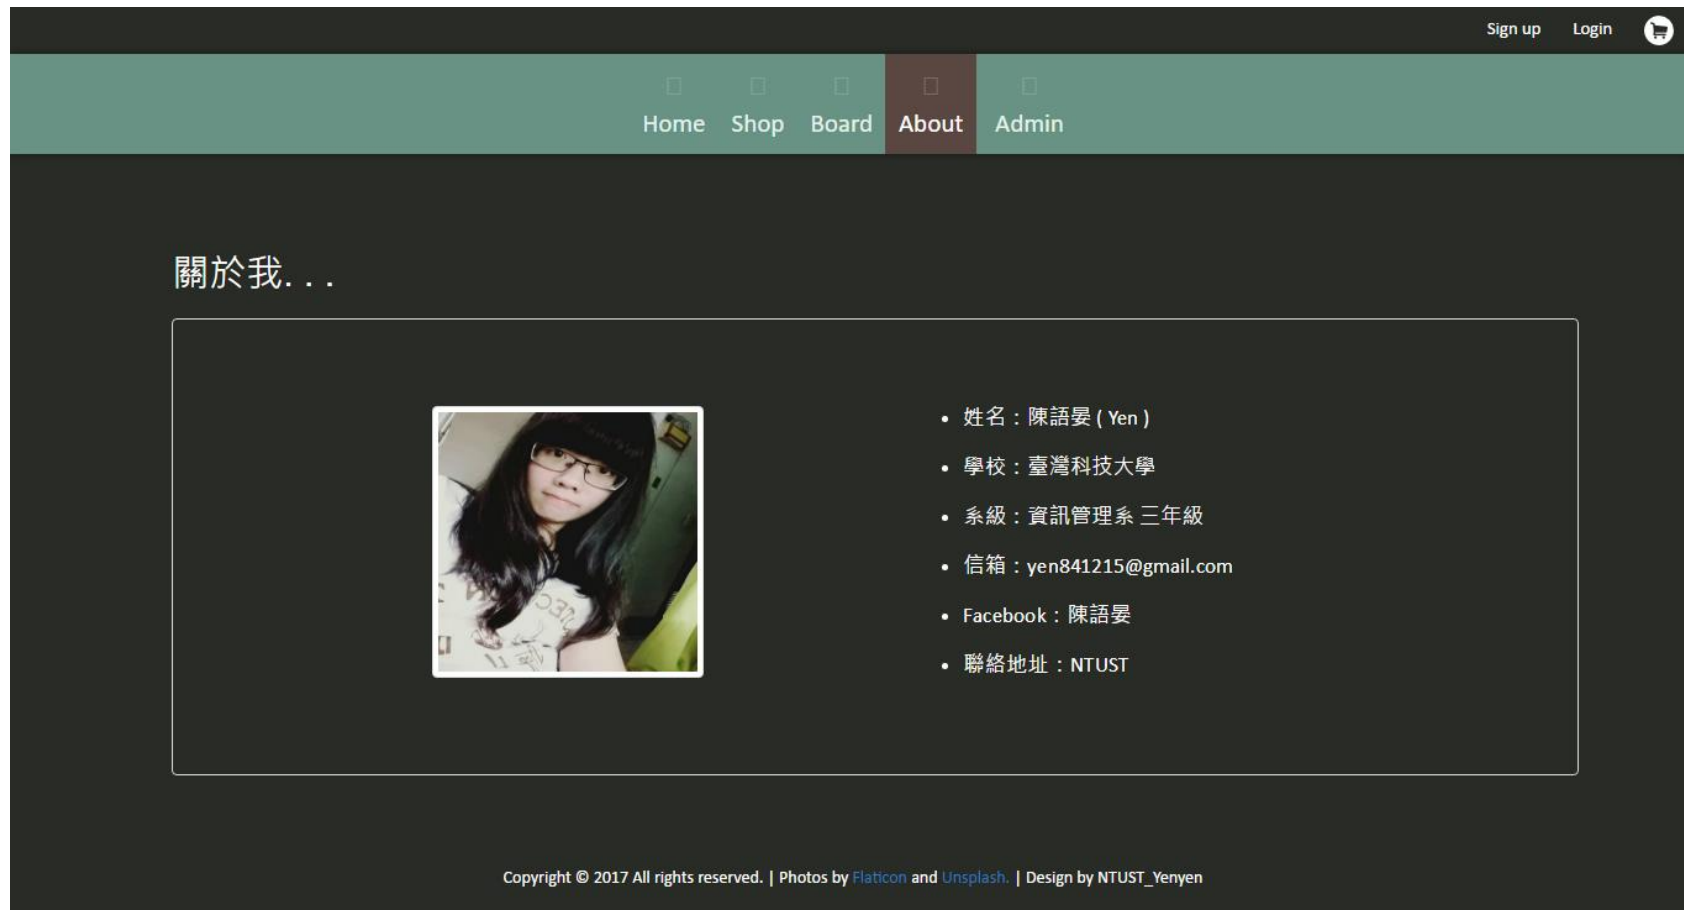 Sign up Login
Home Shop Board About Admin
關於我...
• 姓名：陳語晏 ( Yen )
• 學校：臺灣科技大學
• 系級：資訊管理系 三年級
• 信箱：yen841215@gmail.com
• Facebook：陳語晏
• 聯絡地址：NTUST
Copyright © 2017 All rights reserved. | Photos by Flaticon and Unsplash. | Design by NTUST_Yenyen